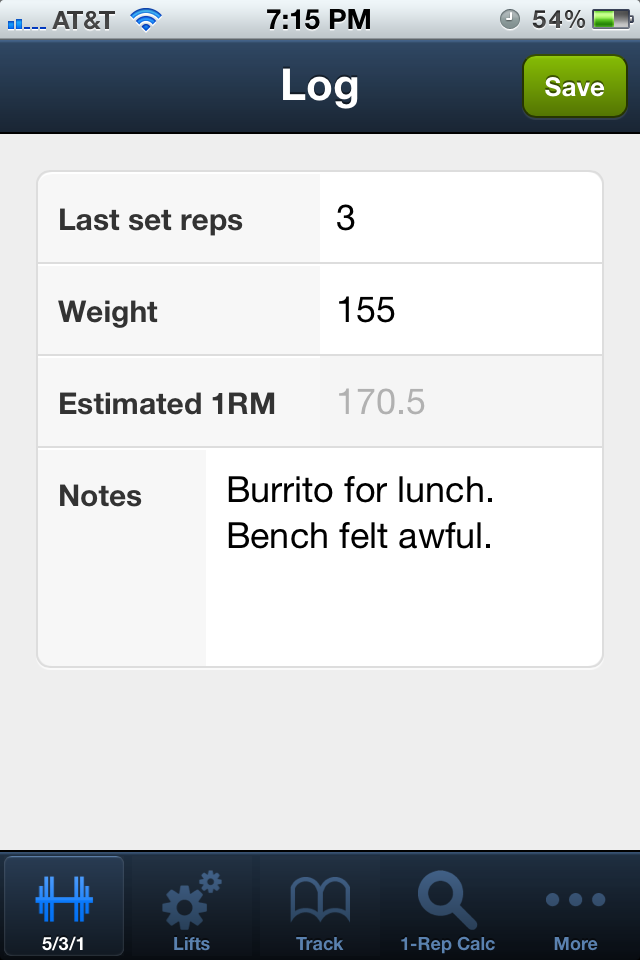 AT&T 7:15 PM 54%
Log Save
Last set reps 3
Weight 155
Estimated 1RM 170.5
Notes Burrito for lunch.
Bench felt awful.
5/3/1 Lifts Track 1-Rep Calc More